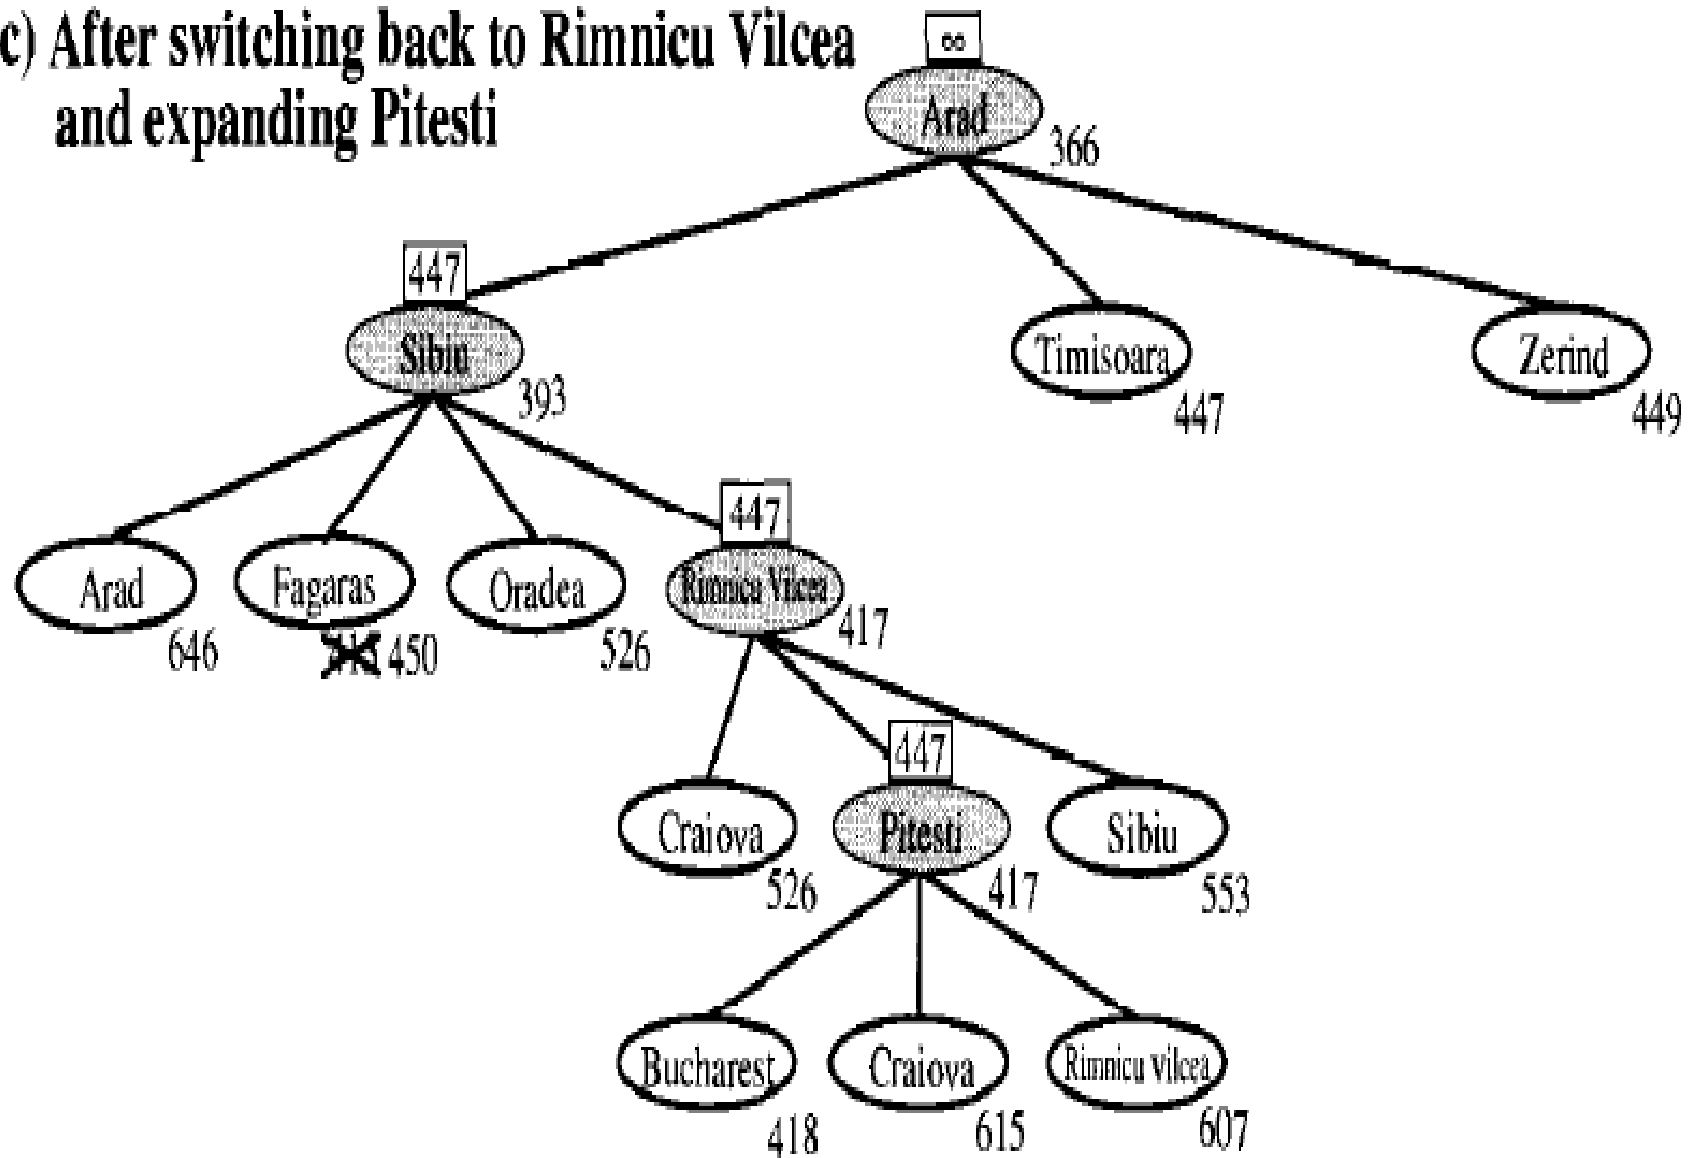 c) After switching back to Rimnicu Vilcea
and expanding Pitesti
∞
Arad
366
447
Sibiu
393
Timisoara
447
Zerind
449
Arad
646
Fagaras
450
Oradea
526
447
Rimnicu Vilcea
417
Craiova
526
447
Pitesti
417
Sibiu
553
Bucharest
418
Craiova
615
Rimnicu vilcea
607